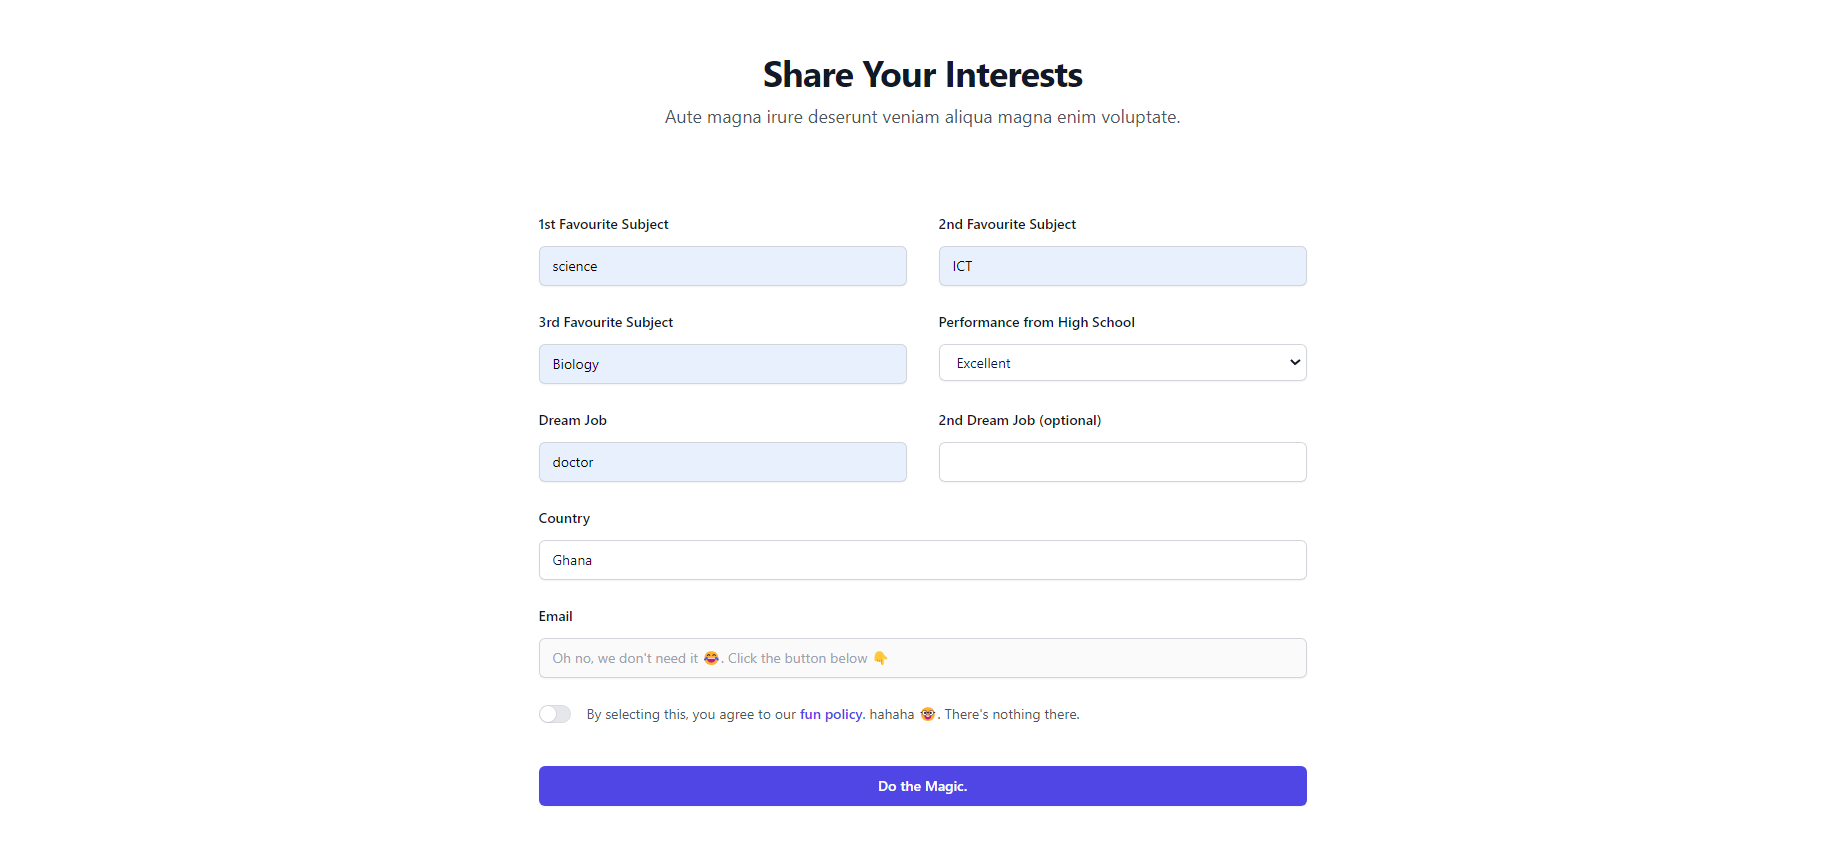 Share Your Interests
Aute magna irure deserunt veniam aliqua magna enim voluptate.
1st Favourite Subject
2nd Favourite Subject
science
ICT
3rd Favourite Subject
Performance from High School
Biology
Excellent
Dream Job
2nd Dream Job (optional)
doctor
Country
Ghana
Email
Oh no, we don't need it 😂. Click the button below 👇
By selecting this, you agree to our fun policy. hahaha 🤓. There's nothing there.
Do the Magic.